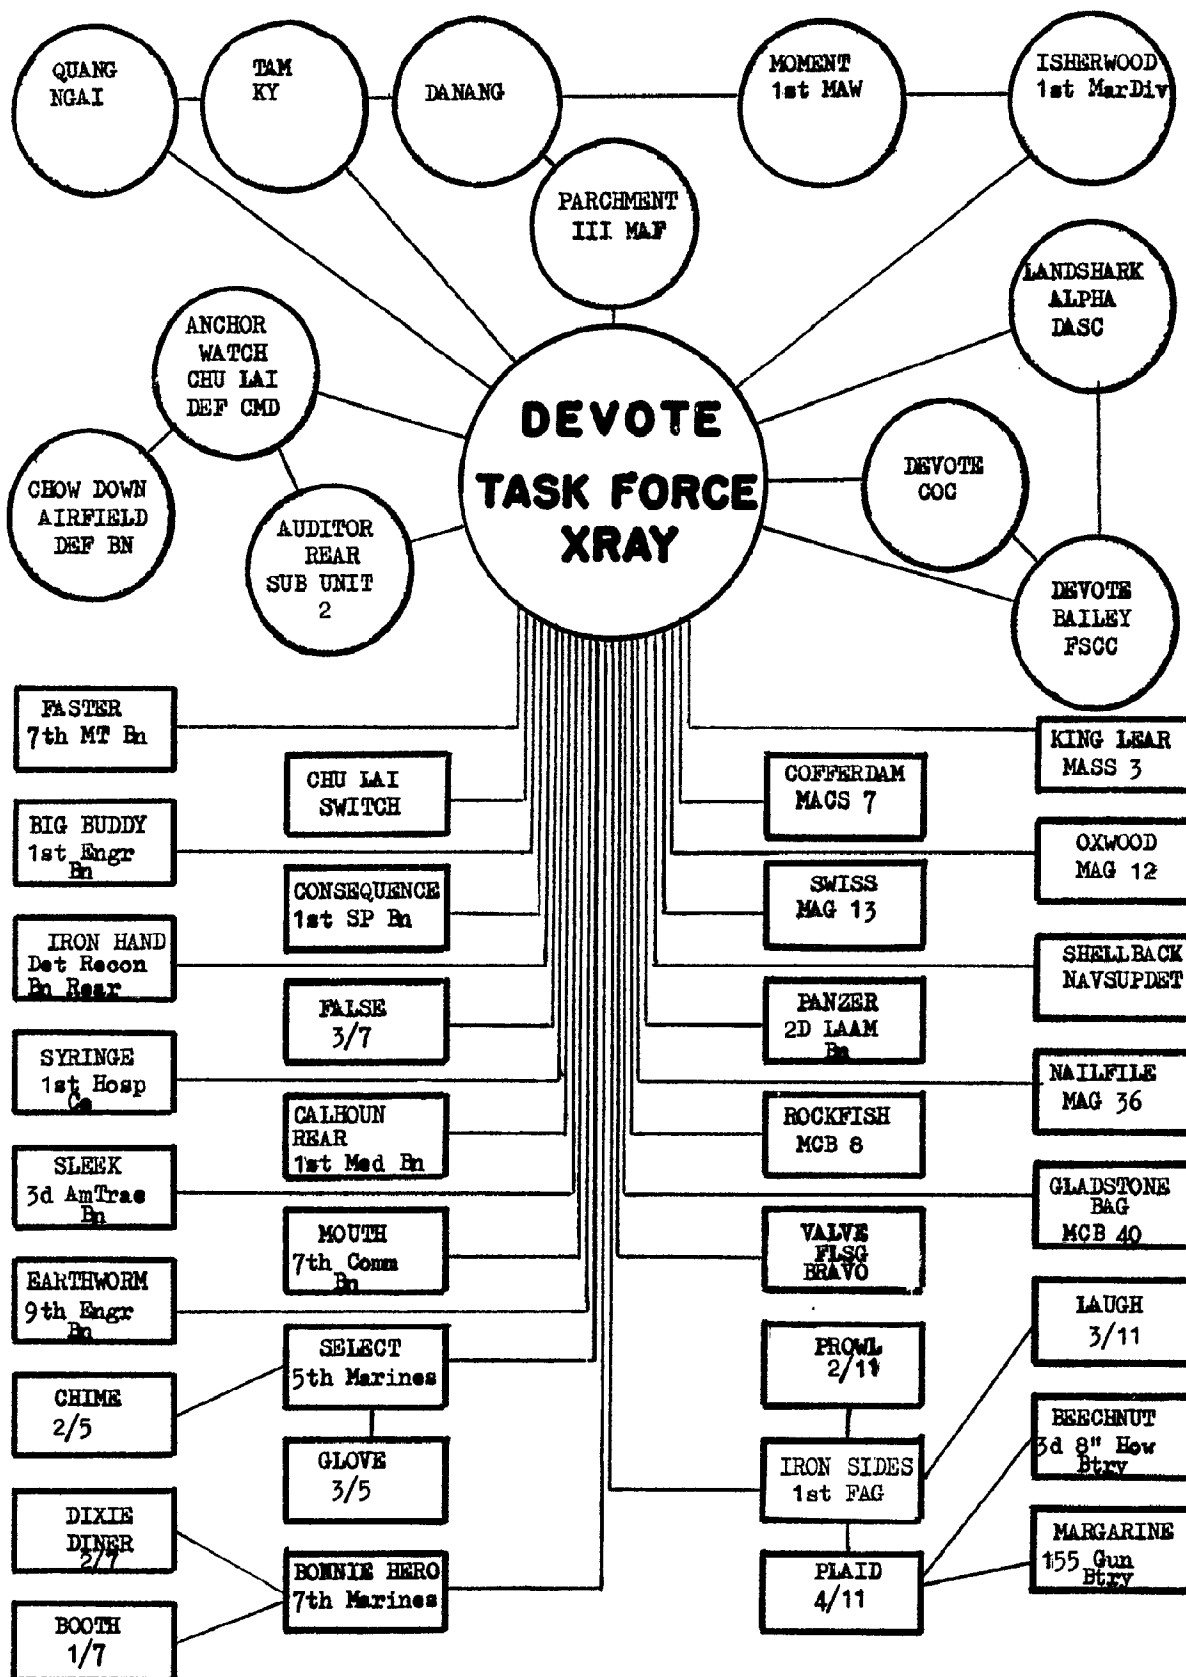 QUANG
NGAI
TAM
KY
DANANG
MOMENT
1st MAW
ISHERWOOD
1st MarDiv
PARCHMENT
III MAF
LANDSHARK
ALPHA
DASC
ANCHOR
WATCH
CHU LAI
DEF CMD
CHOW DOWN
AIRFIELD
DEF BN
AUDITOR
REAR
SUB UNIT
2
DEVOTE
TASK FORCE
XRAY
DEVOTE
COC
DEVOTE
BAILEY
FSCC
FASTER
7th MT Bn
CHU LAI
SWITCH
COFFERDAM
MACS 7
KING LEAR
MASS 3
BIG BUDDY
1st Engr
Bn
CONSEQUENCE
1st SP Bn
SWISS
MAG 13
OXWOOD
MAG 12
IRON HAND
Det Recon
Bn Rear
FALSE
3/7
PANZER
2D LAAM
Bn
SHELLBACK
NAVSUPDET
SYRINGE
1st Hosp
Co
CALHOUN
REAR
1st Med Bn
ROCKFISH
MCB 8
NAILFILE
MAG 36
SLEEK
3d AmTrac
Bn
MOUTH
7th Comm
Bn
VALVE
FLSG
BRAVO
GLADSTONE
BAG
MCB 40
EARTHWORM
9th Engr
Bn
SELECT
5th Marines
PROWL
2/11
LAUGH
3/11
CHIME
2/5
GLOVE
3/5
IRON SIDES
1st FAG
BEECHNUT
3d 8" How
Btry
DIXIE
DINER
2/7
BONNIE HERO
7th Marines
PLAID
4/11
MARGARINE
155 Gun
Btry
BOOTH
1/7